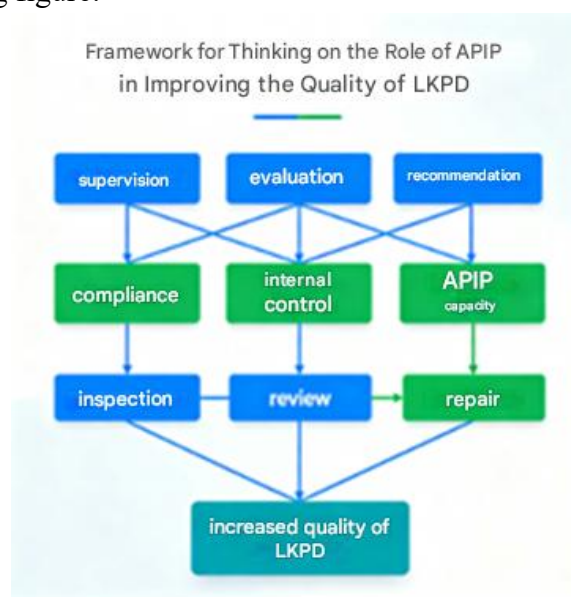 Framework for Thinking on the Role of APIP
in Improving the Quality of LKPD
supervision
evaluation
recommendation
compliance
internal
control
APIP
capacity
inspection
review
repair
increased quality of
LKPD